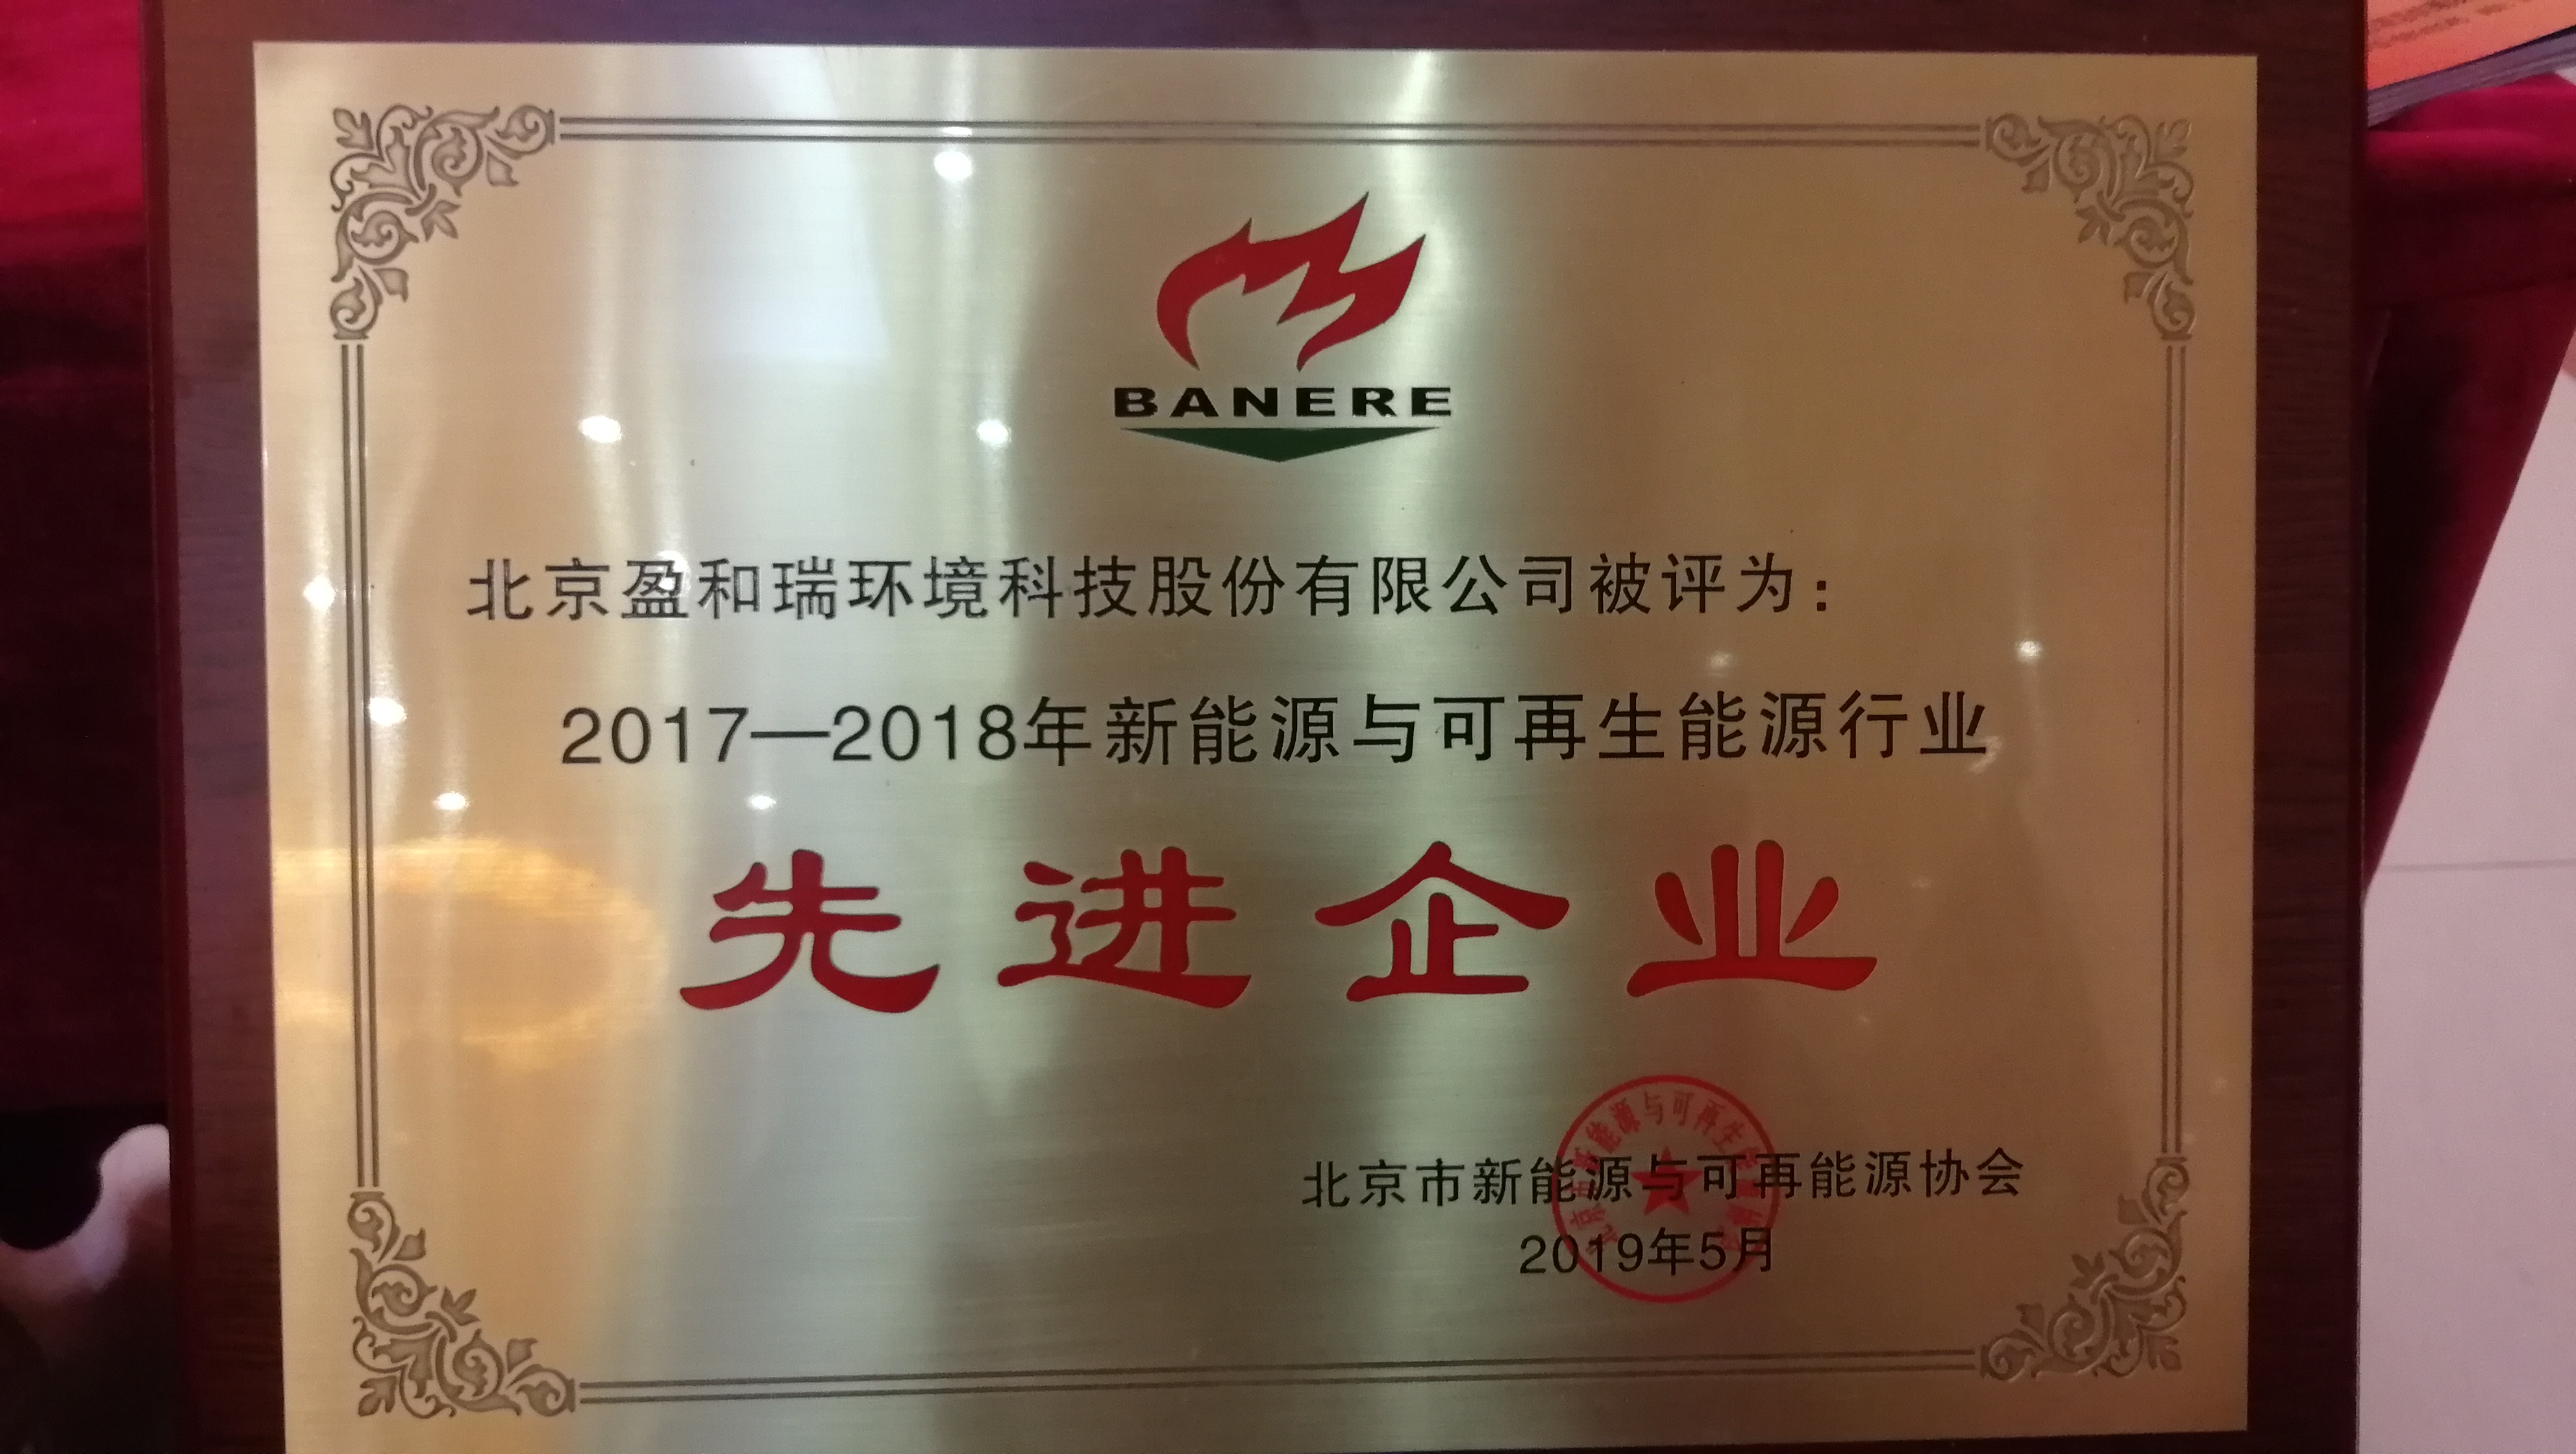 BANERE
北京盈和瑞环境科技股份有限公司被评为：
2017—2018年新能源与可再生能源行业
先进企业
北京市新能源与可再能源协会
2019年5月